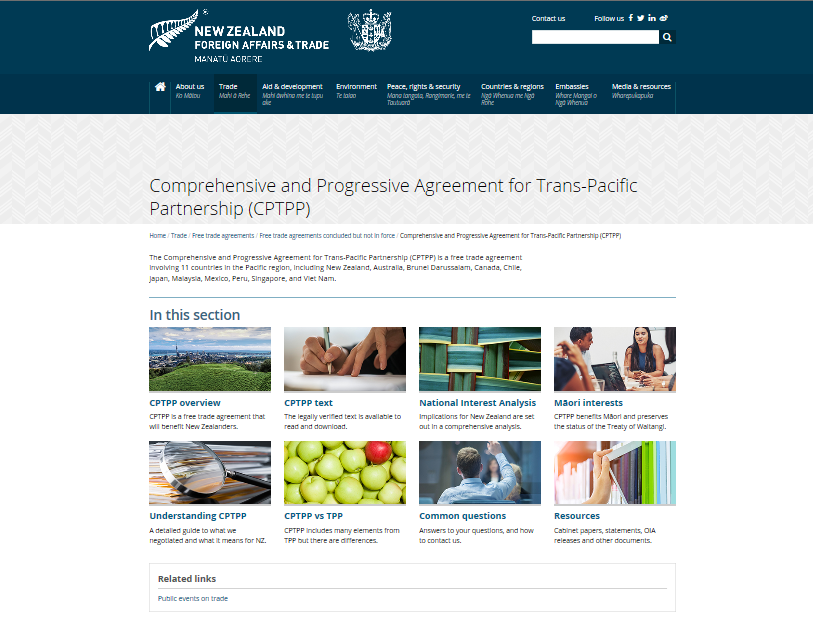 Contact us Follow us
NEW ZEALAND
FOREIGN AFFAIRS & TRADE
MANATŪ AORERE
About us Trade Aid & development Environment Peace, rights & security Countries & regions Embassies Media & resources
Ko Mātou Mahi ā Rehe Mahi āwhina me te tupu Te taiao Mana tangata, Rangimarie, me te Ngā Whenua me Ngā Whare Mangai o Wharepukapuka
ake Tautuarā Rohe Ngā Whenua
Comprehensive and Progressive Agreement for Trans-Pacific
Partnership (CPTPP)
Home / Trade / Free trade agreements / Free trade agreements concluded but not in force / Comprehensive and Progressive Agreement for Trans-Pacific Partnership (CPTPP)
The Comprehensive and Progressive Agreement for Trans-Pacific Partnership (CPTPP) is a free trade agreement
involving 11 countries in the Pacific region, including New Zealand, Australia, Brunei Darussalam, Canada, Chile,
Japan, Malaysia, Mexico, Peru, Singapore, and Viet Nam.
In this section
CPTPP overview CPTPP text National Interest Analysis Māori interests
CPTPP is a free trade agreement that The legally verified text is available to Implications for New Zealand are set CPTPP benefits Māori and preserves
will benefit New Zealanders. read and download. out in a comprehensive analysis. the status of the Treaty of Waitangi.
Understanding CPTPP CPTPP vs TPP Common questions Resources
A detailed guide to what we CPTPP includes many elements from Answers to your questions, and how Cabinet papers, statements, OIA
negotiated and what it means for NZ. TPP but there are differences. to contact us. releases and other documents.
Related links
Public events on trade